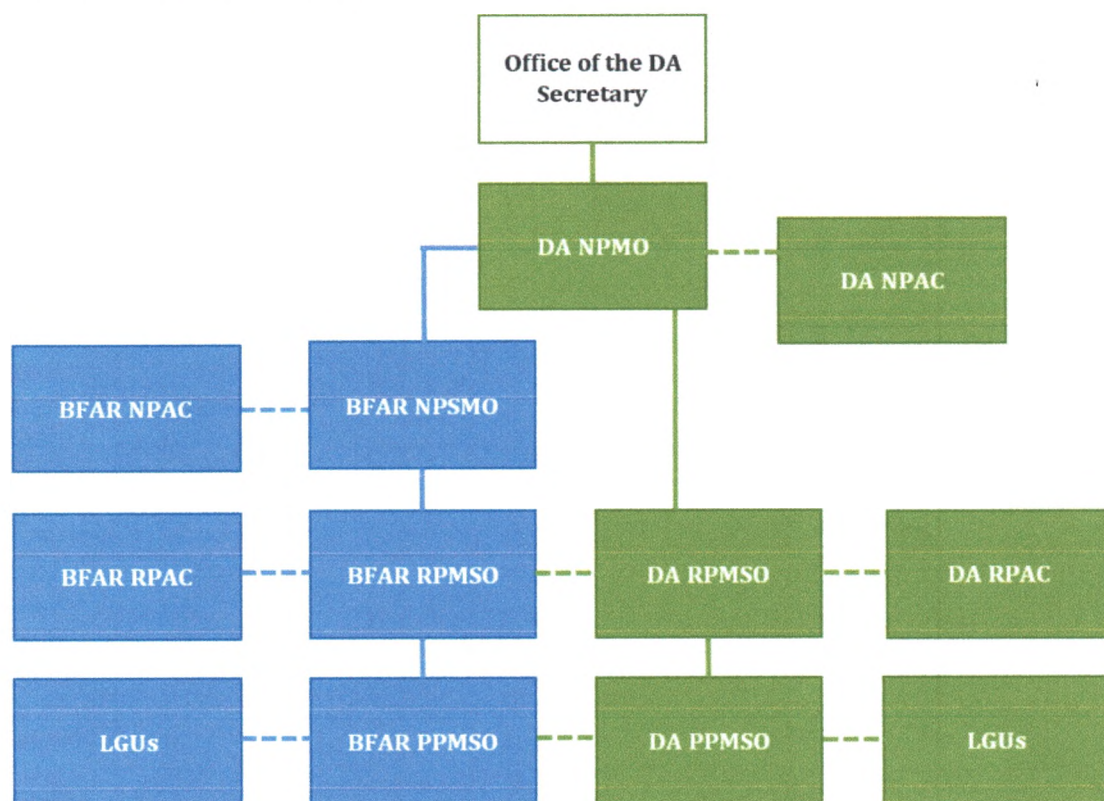 Office of the DA
Secretary
DA NPMO
DA NPAC
BFAR NPAC
BFAR NPSMO
BFAR RPAC
BFAR RPMSO
DA RPMSO
DA RPAC
LGUs
BFAR PPMSO
DA PPMSO
LGUs